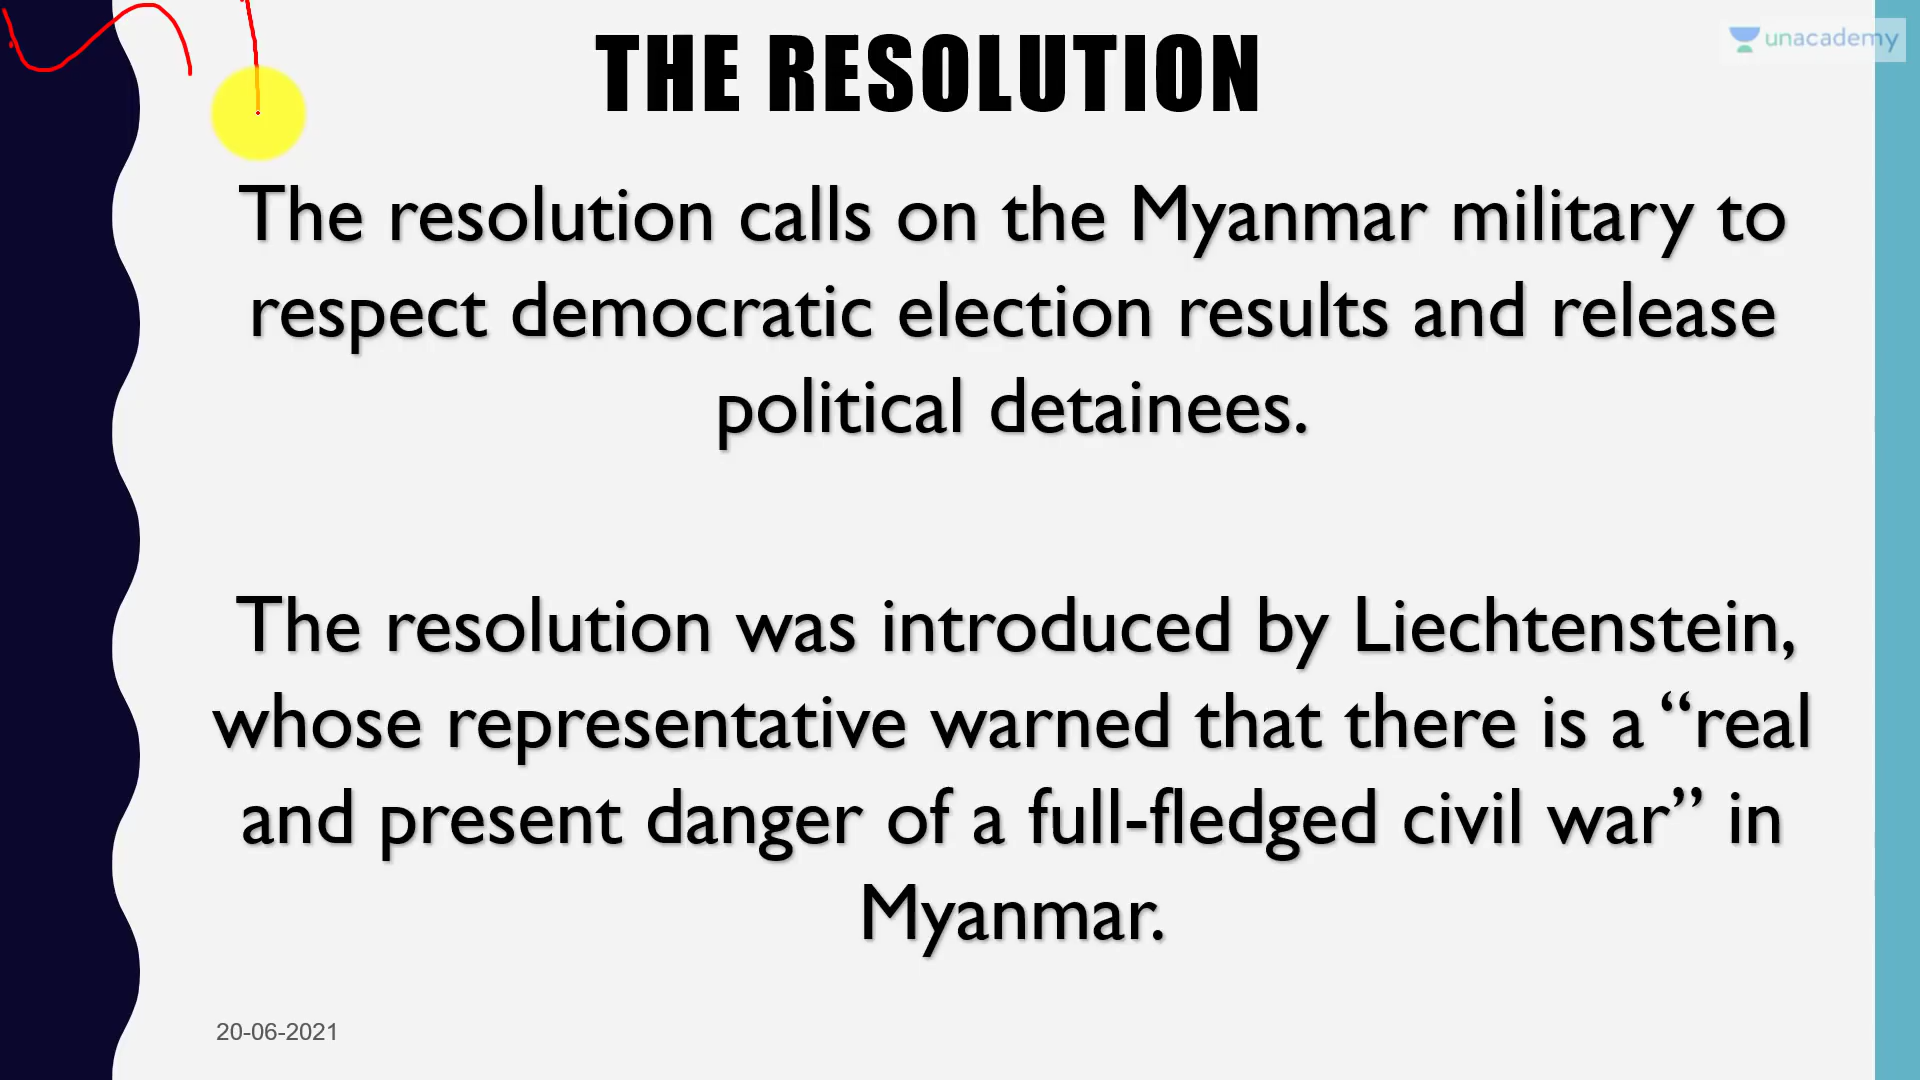 THE RESOLUTION
unacademy
The resolution calls on the Myanmar military to
respect democratic election results and release
political detainees.
The resolution was introduced by Liechtenstein,
whose representative warned that there is a “real
and present danger of a full-fledged civil war” in
Myanmar.
20-06-2021